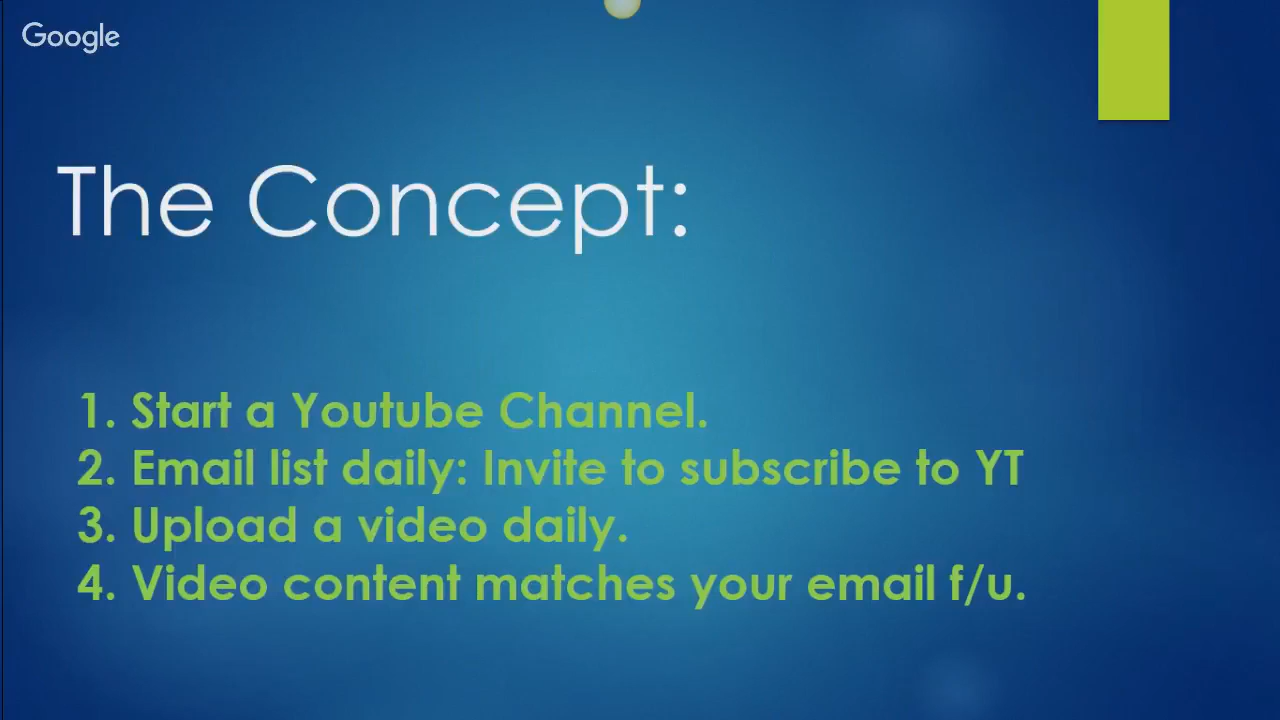 Google
The Concept:
1. Start a Youtube Channel.
2. Email list daily: Invite to subscribe to YT
3. Upload a video daily.
4. Video content matches your email f/u.